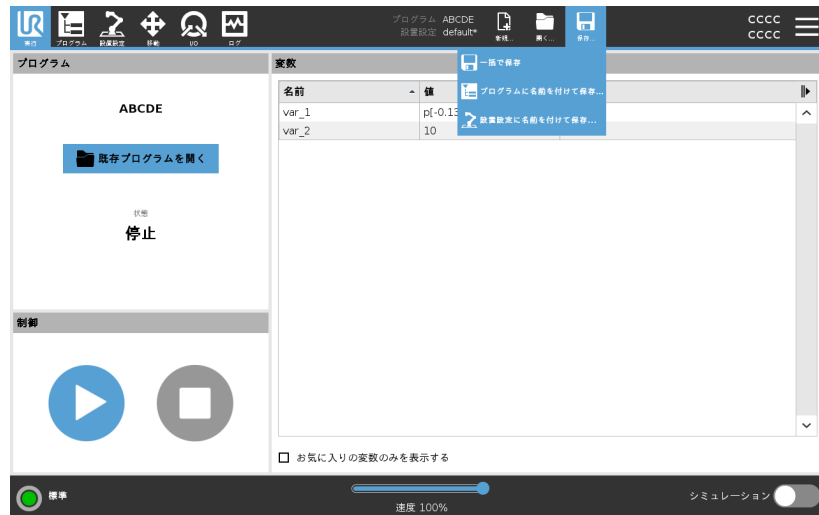 UR
実行
プログラム
設置設定
移動
I/O
ログ
プログラム ABCDE
設置設定 default*
新規...
開く...
保存...
cccc
cccc
プログラム
変数
一括で保存
プログラムに名前を付けて保存...
設置設定に名前を付けて保存...
名前
値
var_1
p[-0.13
var_2
10
ABCDE
既存プログラムを開く
状態
停止
制御
お気に入りの変数のみを表示する
標準
速度 100%
シミュレーション